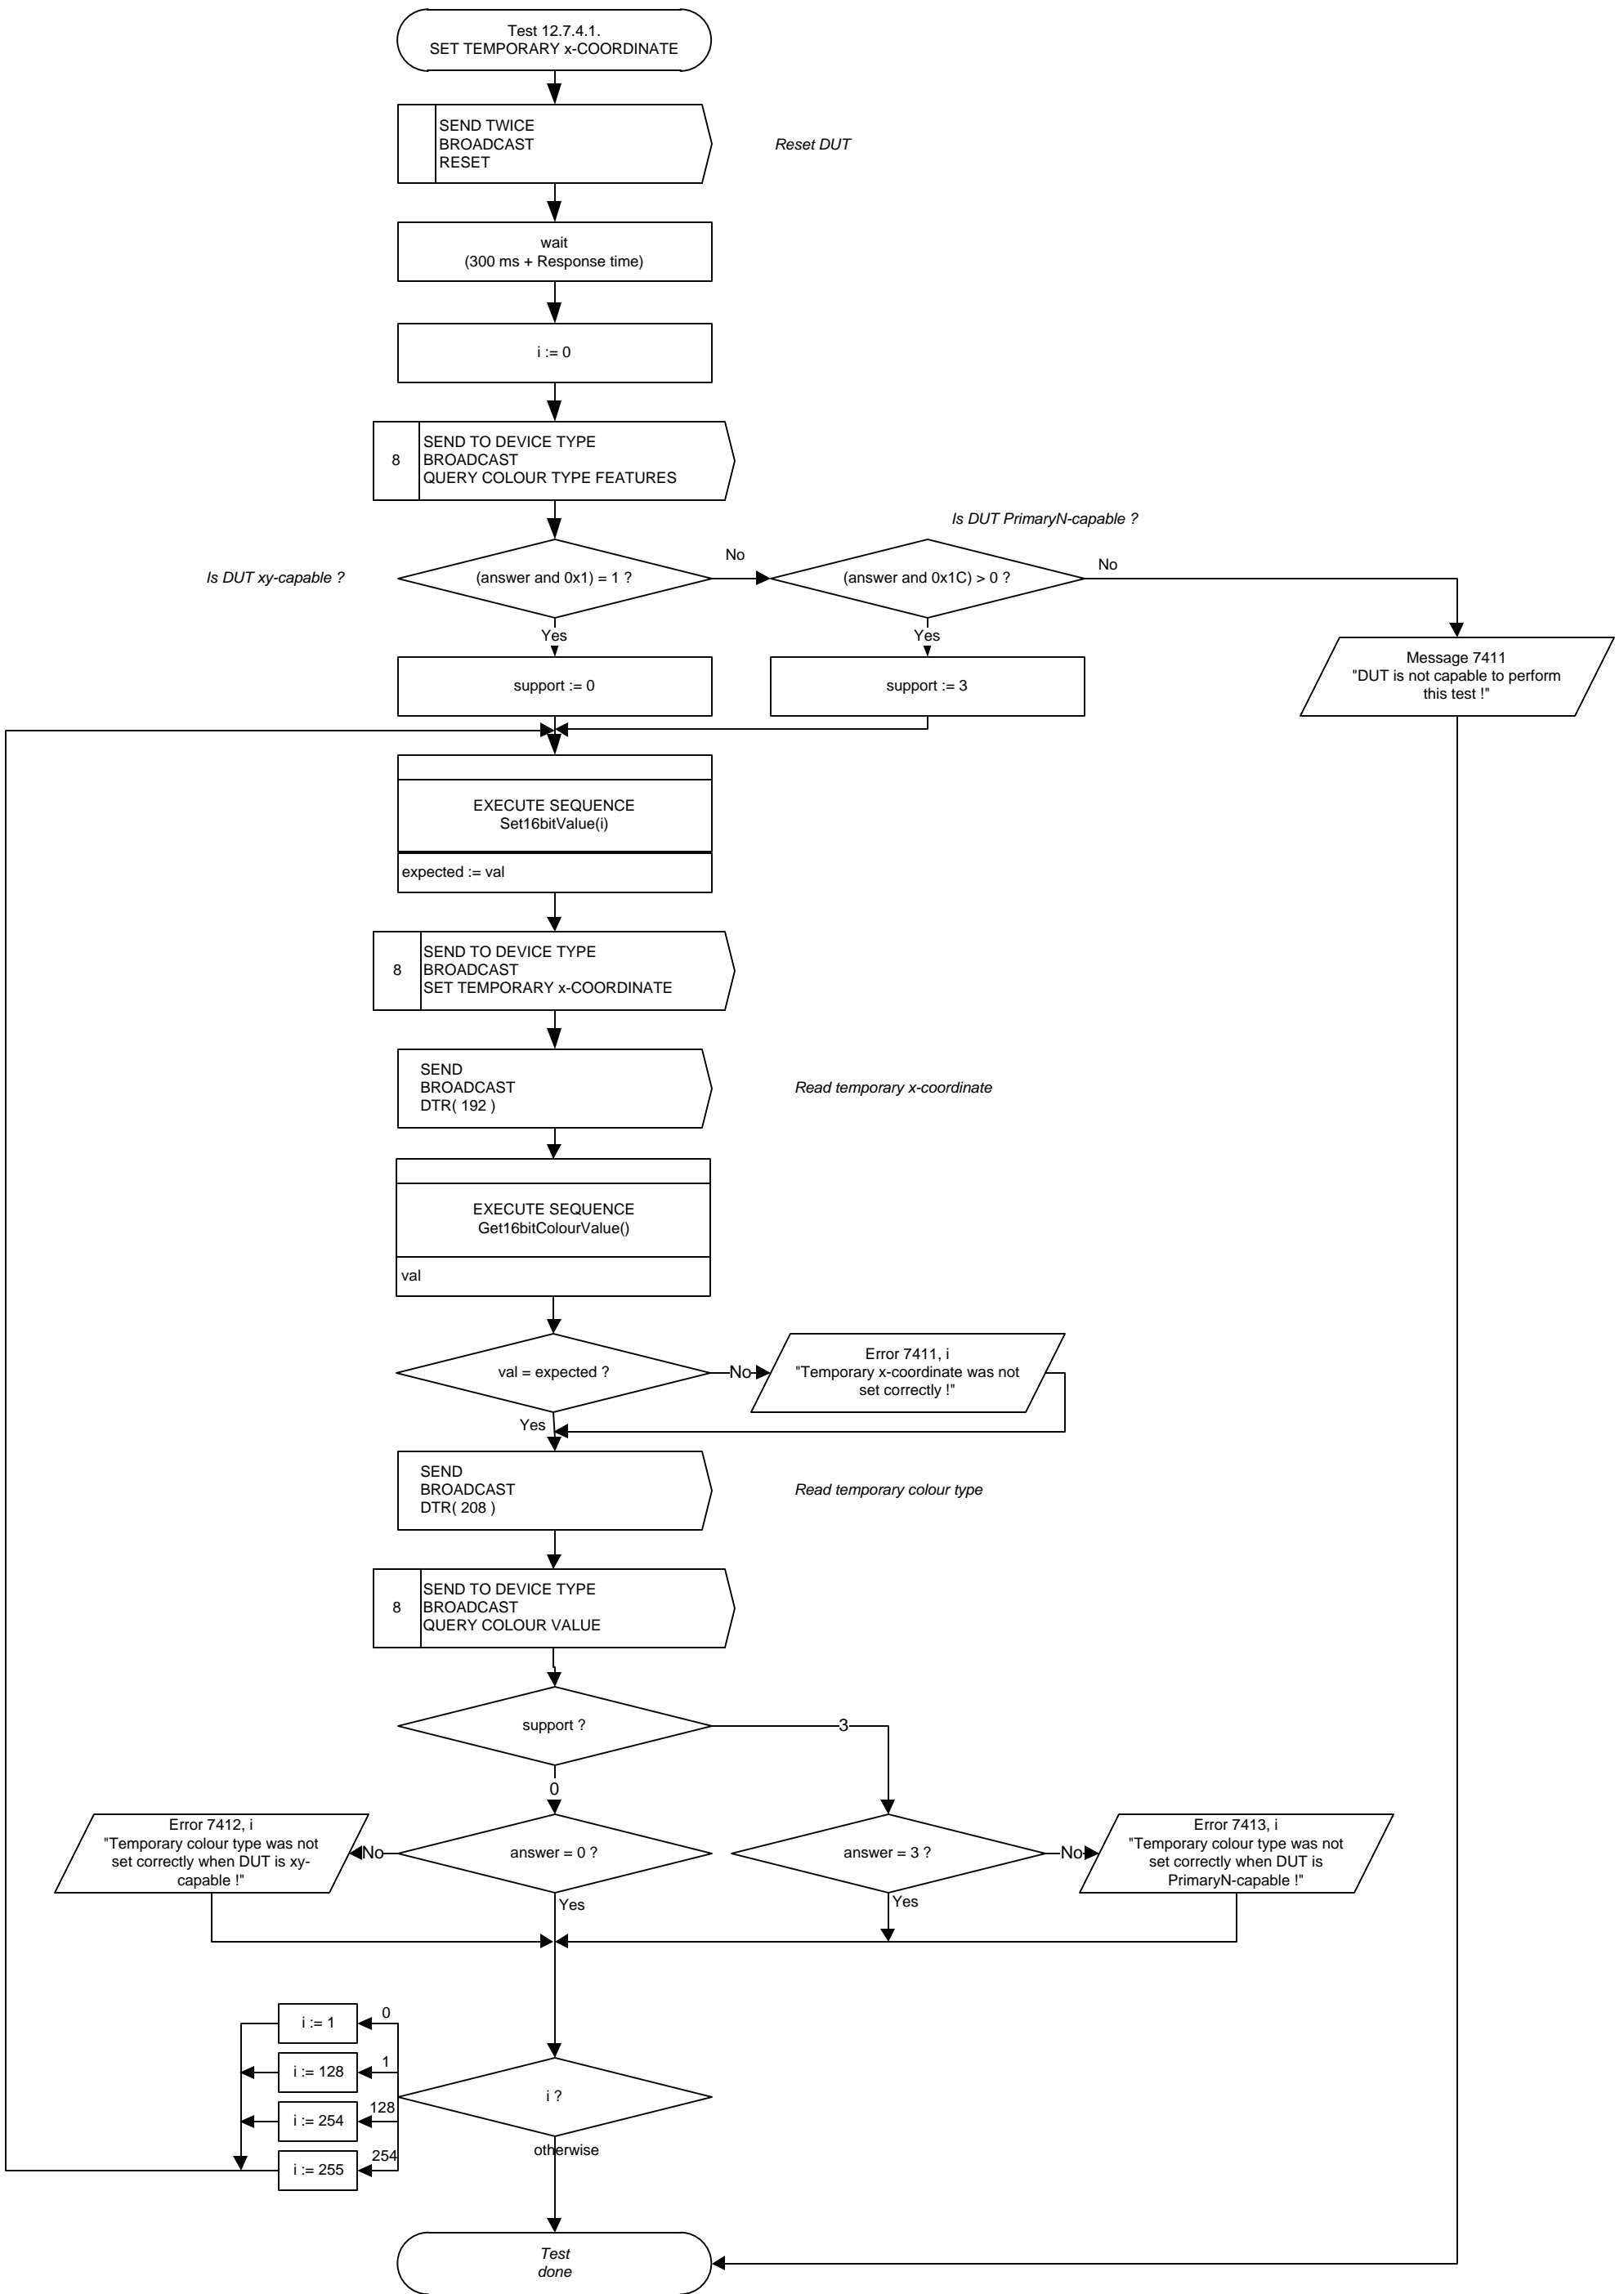 Test 12.7.4.1.
SET TEMPORARY x-COORDINATE
SEND TWICE
BROADCAST
RESET
Reset DUT
wait
(300 ms + Response time)
i := 0
8
SEND TO DEVICE TYPE
BROADCAST
QUERY COLOUR TYPE FEATURES
Is DUT PrimaryN-capable ?
Is DUT xy-capable ?
(answer and 0x1) = 1 ?
No
(answer and 0x1C) > 0 ?
No
Yes
Yes
support := 0
support := 3
Message 7411
"DUT is not capable to perform
this test !"
EXECUTE SEQUENCE
Set16bitValue(i)
expected := val
8
SEND TO DEVICE TYPE
BROADCAST
SET TEMPORARY x-COORDINATE
SEND
BROADCAST
DTR( 192 )
Read temporary x-coordinate
EXECUTE SEQUENCE
Get16bitColourValue()
val
val = expected ?
No
Error 7411, i
"Temporary x-coordinate was not
set correctly !"
Yes
SEND
BROADCAST
DTR( 208 )
Read temporary colour type
8
SEND TO DEVICE TYPE
BROADCAST
QUERY COLOUR VALUE
support ?
3
0
Error 7412, i
"Temporary colour type was not
set correctly when DUT is xy-
capable !"
No
answer = 0 ?
answer = 3 ?
No
Error 7413, i
"Temporary colour type was not
set correctly when DUT is
PrimaryN-capable !"
Yes
Yes
i := 1
0
i := 128
1
i ?
i := 254
128
otherwise
i := 255
254
Test
done